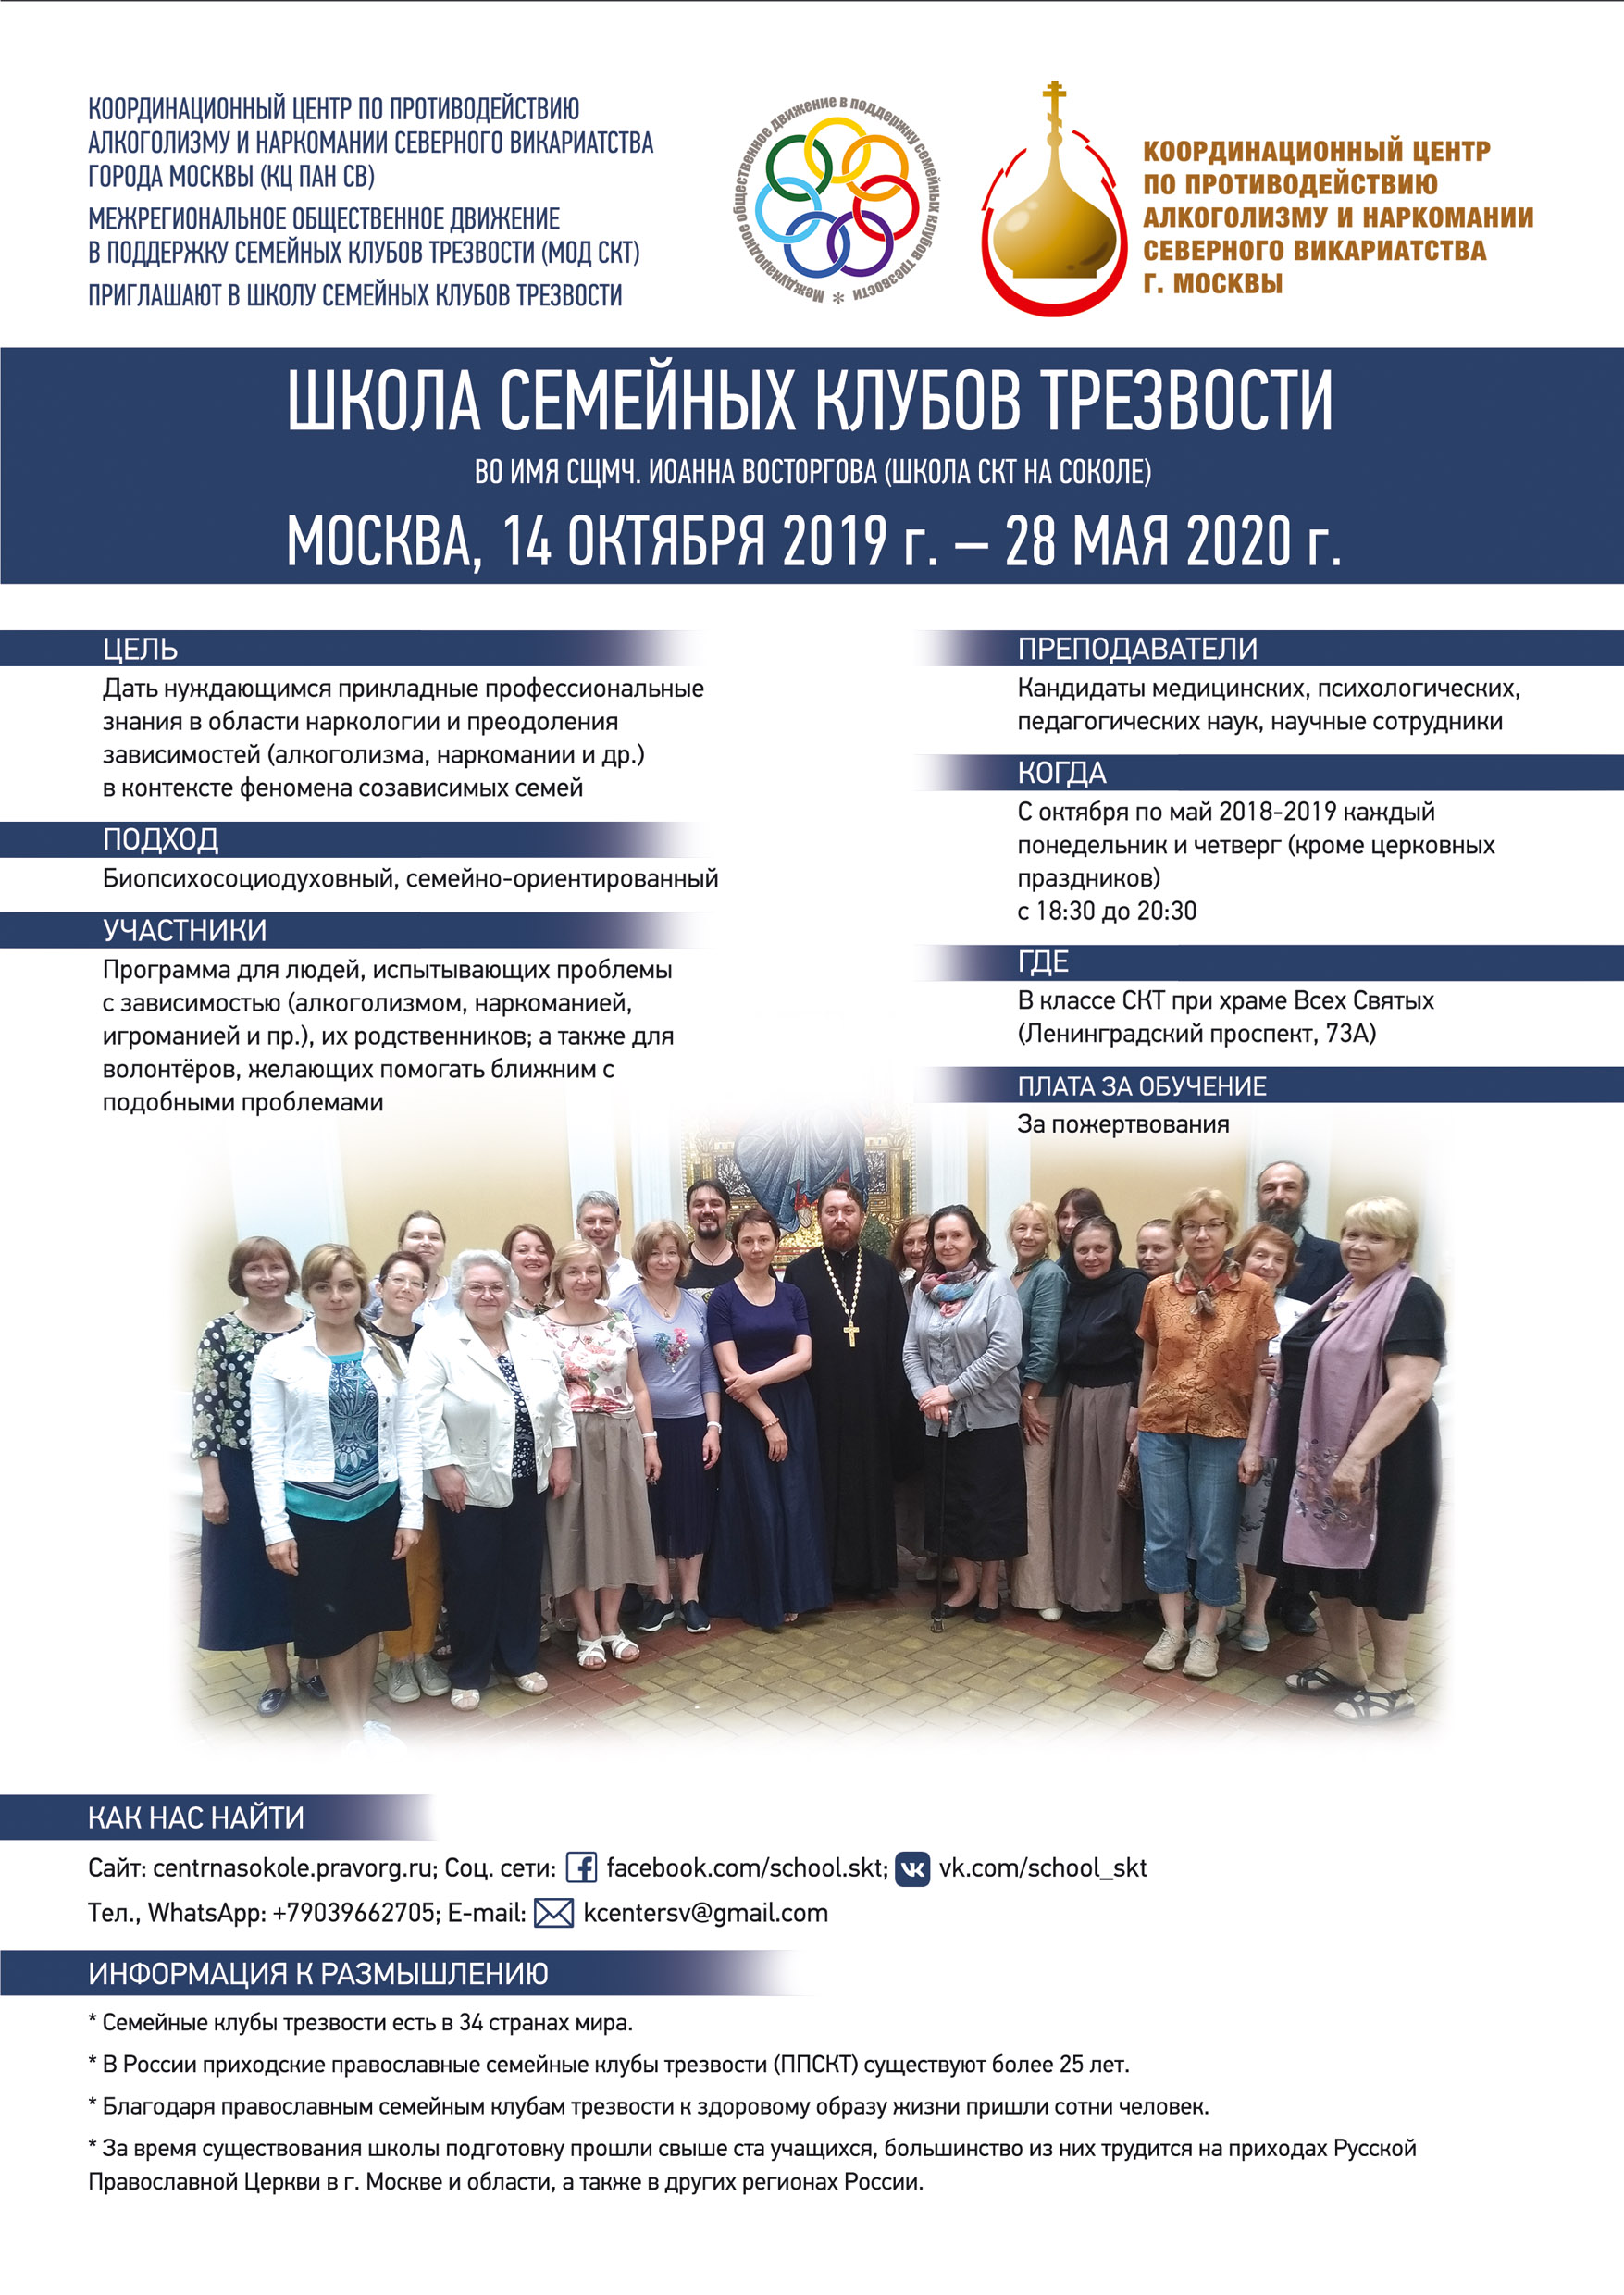 КООРДИНАЦИОННЫЙ ЦЕНТР ПО ПРОТИВОДЕЙСТВИЮ
АЛКОГОЛИЗМУ И НАРКОМАНИИ СЕВЕРНОГО ВИКАРИАТСТВА
ГОРОДА МОСКВЫ (КЦ ПАН СВ)
МЕЖРЕГИОНАЛЬНОЕ ОБЩЕСТВЕННОЕ ДВИЖЕНИЕ
В ПОДДЕРЖКУ СЕМЕЙНЫХ КЛУБОВ ТРЕЗВОСТИ (МОД СКТ)
ПРИГЛАШАЮТ В ШКОЛУ СЕМЕЙНЫХ КЛУБОВ ТРЕЗВОСТИ
Международное общественное движение в поддержку семейных клубов трезвости *
КООРДИНАЦИОННЫЙ ЦЕНТР
ПО ПРОТИВОДЕЙСТВИЮ
АЛКОГОЛИЗМУ И НАРКОМАНИИ
СЕВЕРНОГО ВИКАРИАТСТВА
Г. МОСКВЫ
ШКОЛА СЕМЕЙНЫХ КЛУБОВ ТРЕЗВОСТИ
ВО ИМЯ СЩМЧ. ИОАННА ВОСТОРГОВА (ШКОЛА СКТ НА СОКОЛЕ)
МОСКВА, 14 ОКТЯБРЯ 2019 г. – 28 МАЯ 2020 г.
ЦЕЛЬ
Дать нуждающимся прикладные профессиональные
знания в области наркологии и преодоления
зависимостей (алкоголизма, наркомании и др.)
в контексте феномена созависимых семей
ПОДХОД
Биопсихосоциодуховный, семейно-ориентированный
УЧАСТНИКИ
Программа для людей, испытывающих проблемы
с зависимостью (алкоголизмом, наркоманией,
игроманией и пр.), их родственников; а также для
волонтёров, желающих помогать ближним с
подобными проблемами
ПРЕПОДАВАТЕЛИ
Кандидаты медицинских, психологических,
педагогических наук, научные сотрудники
КОГДА
С октября по май 2018-2019 каждый
понедельник и четверг (кроме церковных
праздников)
с 18:30 до 20:30
ГДЕ
В классе СКТ при храме Всех Святых
(Ленинградский проспект, 73А)
ПЛАТА ЗА ОБУЧЕНИЕ
За пожертвования
КАК НАС НАЙТИ
Сайт: centrnasokole.pravorg.ru; Соц. сети: facebook.com/school.skt; vk.com/school_skt
Тел., WhatsApp: +79039662705; E-mail: kcentersv@gmail.com
ИНФОРМАЦИЯ К РАЗМЫШЛЕНИЮ
* Семейные клубы трезвости есть в 34 странах мира.
* В России приходские православные семейные клубы трезвости (ППСКТ) существуют более 25 лет.
* Благодаря православным семейным клубам трезвости к здоровому образу жизни пришли сотни человек.
* За время существования школы подготовку прошли свыше ста учащихся, большинство из них трудится на приходах Русской
Православной Церкви в г. Москве и области, а также в других регионах России.